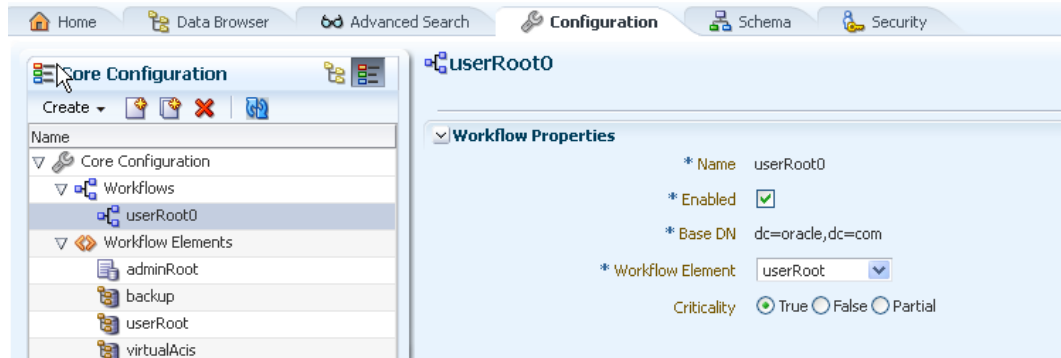 Home Data Browser Advanced Search Configuration Schema Security
Core Configuration
Create
Name
Core Configuration
Workflows
userRoot0
Workflow Elements
adminRoot
backup
userRoot
virtualAcis
userRoot0
Workflow Properties
* Name userRoot0
* Enabled
* Base DN dc=oracle,dc=com
* Workflow Element userRoot
Criticality True False Partial